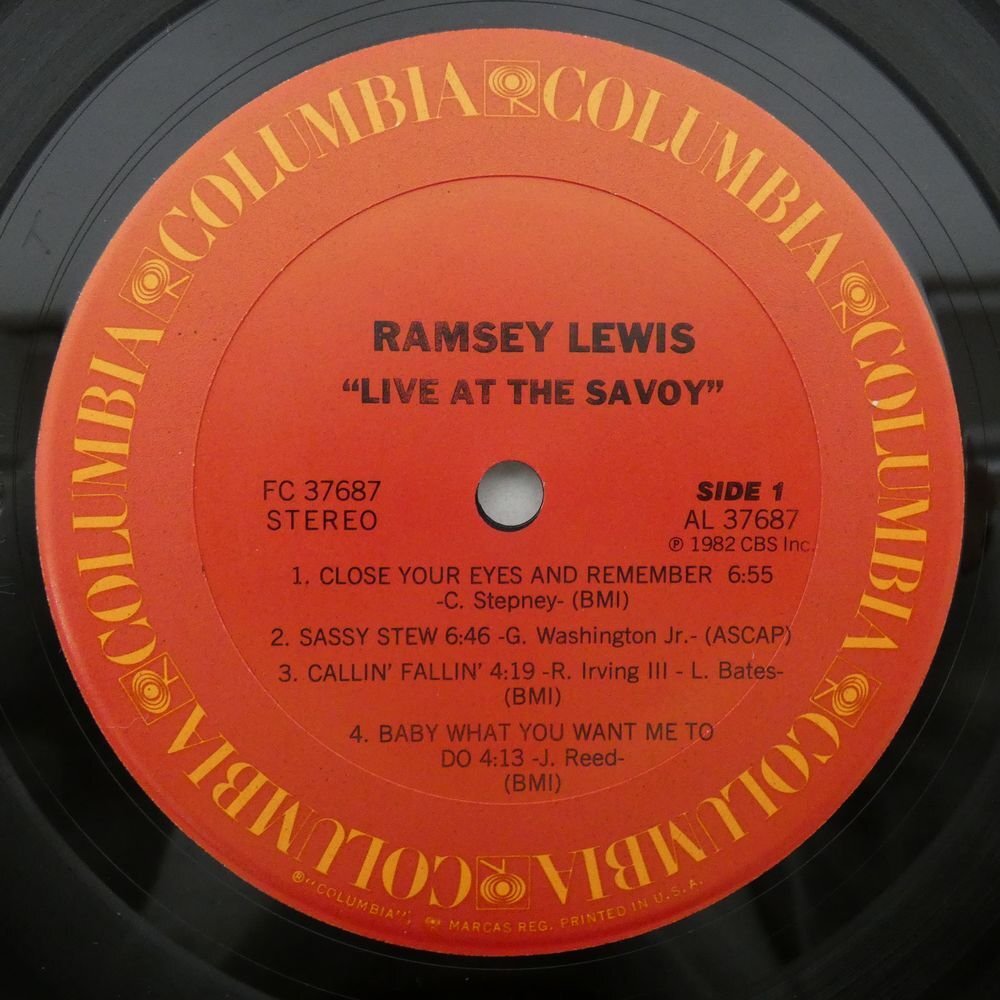 COLUMBIA COLUMBIA COLUMBIA COLUMBIA COLUMBIA COLUMBIA
RAMSEY LEWIS
“LIVE AT THE SAVOY”
FC 37687
STEREO
SIDE 1
AL 37687
℗ 1982 CBS Inc.
1. CLOSE YOUR EYES AND REMEMBER 6:55
-C. Stepney- (BMI)
2. SASSY STEW 6:46 -G. Washington Jr.- (ASCAP)
3. CALLIN’ FALLIN’ 4:19 -R. Irving III - L. Bates-
(BMI)
4. BABY WHAT YOU WANT ME TO
DO 4:13 -J. Reed-
(BMI)
®“COLUMBIA”, MARCAS REG. PRINTED IN U.S.A.